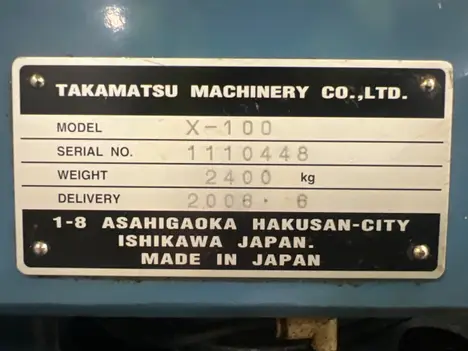 TAKAMATSU MACHINERY CO.,LTD.
MODEL X-100
SERIAL NO. 1110448
WEIGHT 2400 kg
DELIVERY 2006. 6
1-8 ASAHIGAOKA HAKUSAN-CITY
ISHIKAWA JAPAN.
MADE IN JAPAN